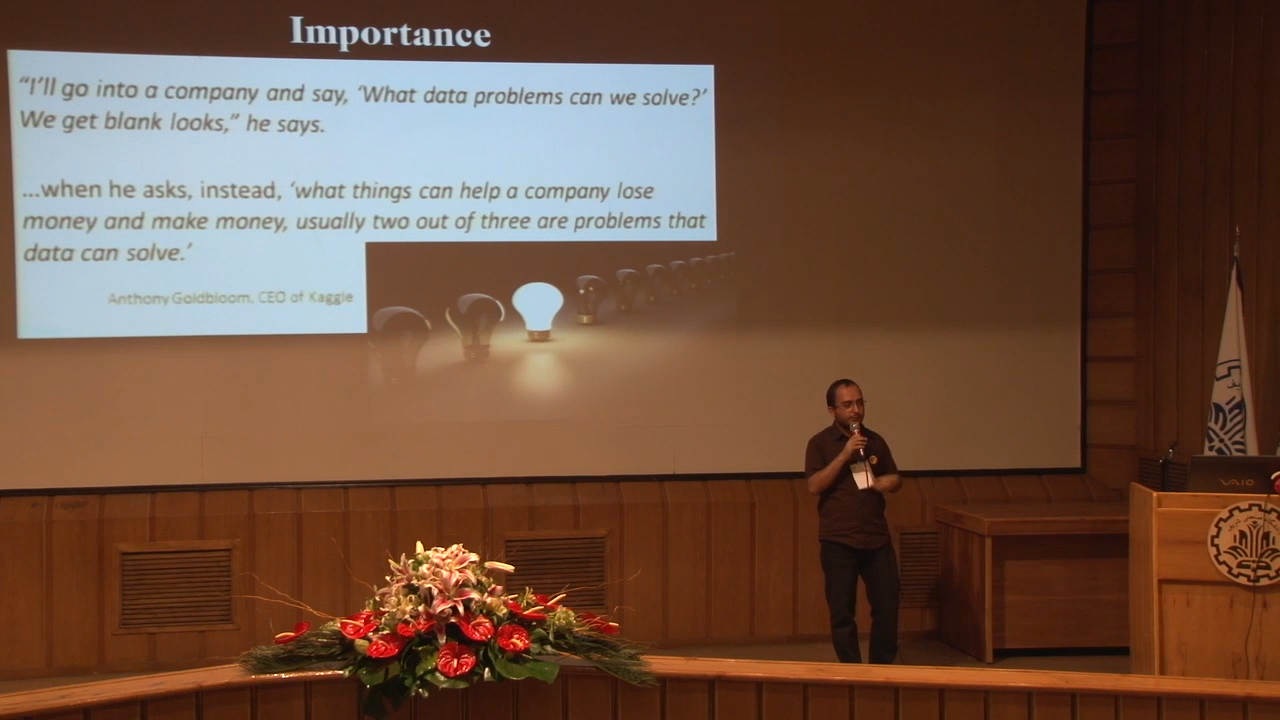 Importance
“I’ll go into a company and say, ‘What data problems can we solve?’
We get blank looks,” he says.
...when he asks, instead, ‘what things can help a company lose
money and make money, usually two out of three are problems that
data can solve.’
Anthony Goldbloom, CEO of Kaggle
VAIO